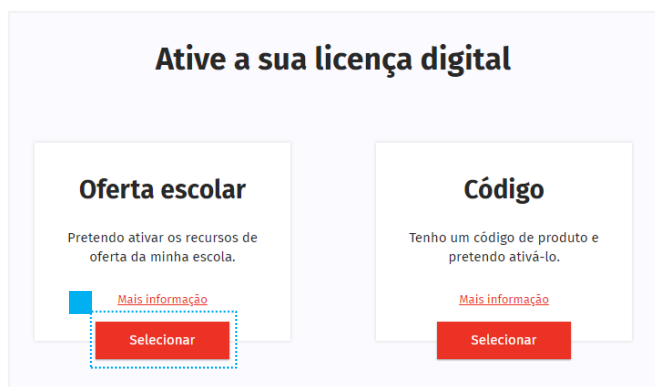 Ative a sua licença digital
Oferta escolar
Pretendo ativar os recursos de
oferta da minha escola.
Mais informação
Selecionar
Código
Tenho um código de produto e
pretendo ativá-lo.
Mais informação
Selecionar